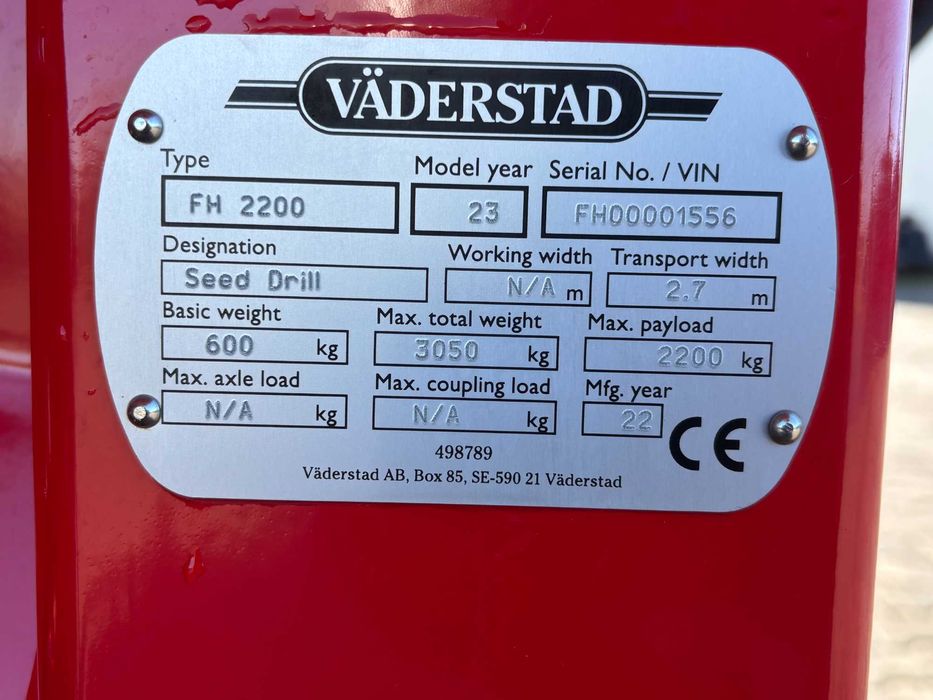 VÄDERSTAD
Type Model year Serial No. / VIN
FH 2200 23 FH00001556
Designation Working width Transport width
Seed Drill N/A m 2.7 m
Basic weight Max. total weight Max. payload
600 kg 3050 kg 2200 kg
Max. axle load Max. coupling load Mfg. year
N/A kg N/A kg 22
CE
498789
Väderstad AB, Box 85, SE-590 21 Väderstad